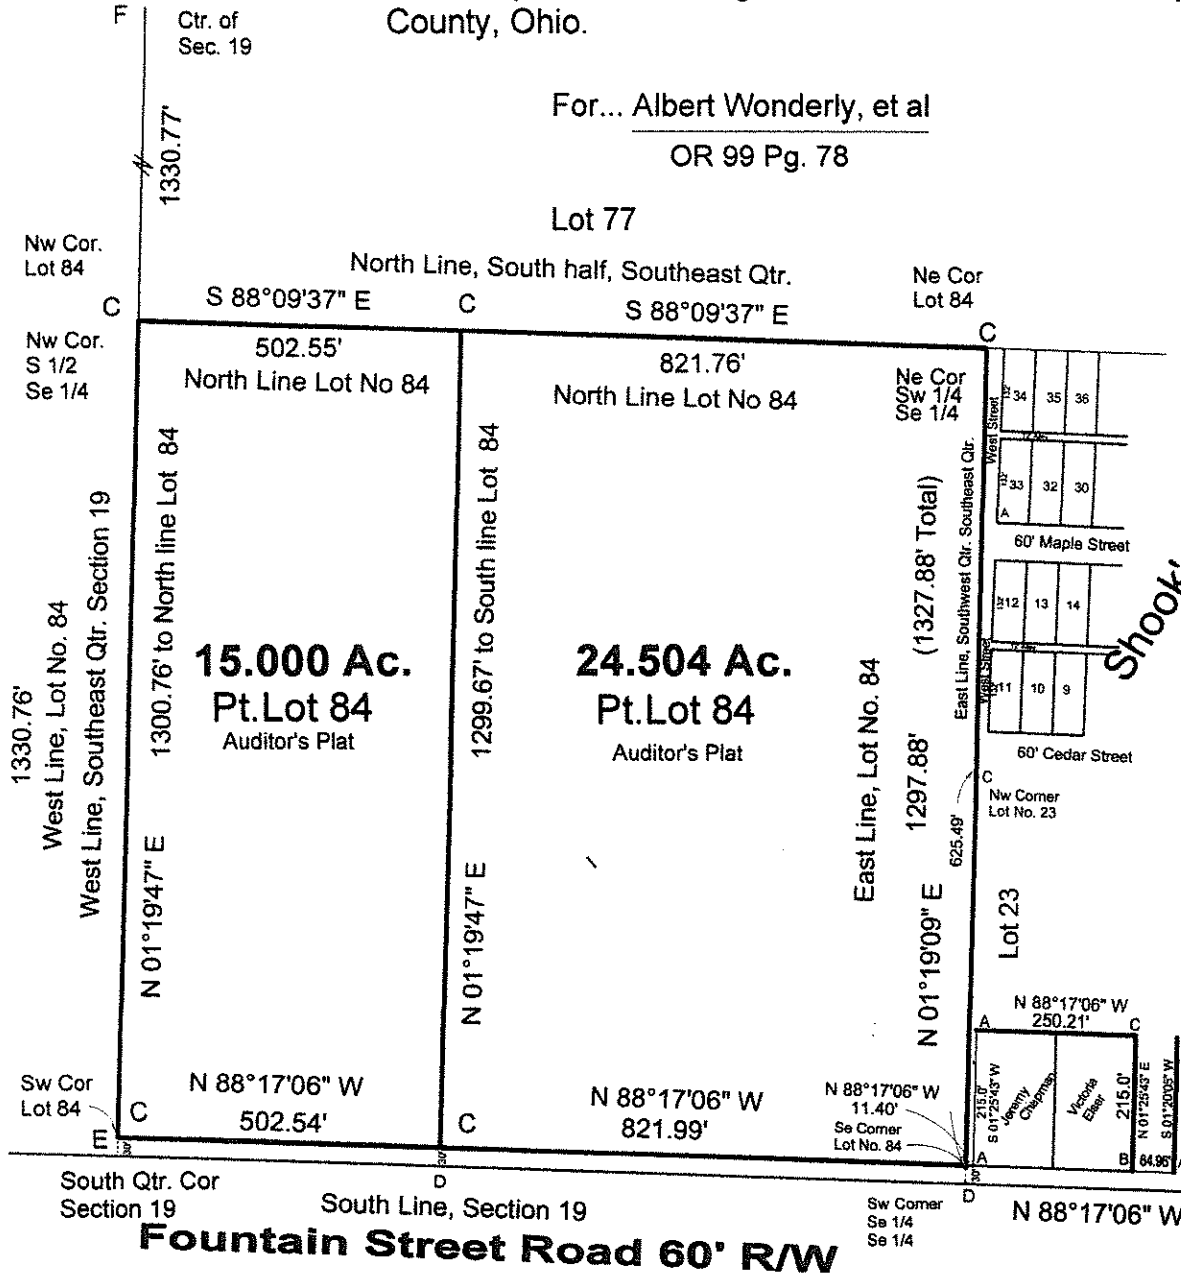 F
Ctr. of
Sec. 19
County, Ohio.
For... Albert Wonderly, et al
OR 99 Pg. 78
1330.77'
Lot 77
Nw Cor.
Lot 84
North Line, South half, Southeast Qtr.
Ne Cor
Lot 84
C
S 88°09'37" E
C
S 88°09'37" E
C
Nw Cor.
S 1/2
Se 1/4
502.55'
North Line Lot No 84
821.76'
North Line Lot No 84
Ne Cor
Sw 1/4
Se 1/4
West Street
34
35
36
33
32
30
A
60' Maple Street
12
13
14
West Street
11
10
9
60' Cedar Street
Shook'
1330.76'
West Line, Lot No. 84
West Line, Southeast Qtr. Section 19
1300.76' to North line Lot 84
N 01°19'47" E
15.000 Ac.
Pt.Lot 84
Auditor's Plat
1299.67' to South line Lot 84
N 01°19'47" E
24.504 Ac.
Pt.Lot 84
Auditor's Plat
East Line, Lot No. 84
(1327.88' Total)
1297.88'
N 01°19'09" E
East Line, Southwest Qtr. Southeast Qtr.
625.49'
C
Nw Corner
Lot No. 23
Lot 23
N 88°17'06" W
250.21'
A
C
215.0'
S 01°25'43" W
Jeremy
Chapman
Victoria
Elser
215.0'
N 01°25'43" E
S 01°20'05" W
A
B
64.96'
Sw Cor
Lot 84
C
N 88°17'06" W
502.54'
C
N 88°17'06" W
821.99'
N 88°17'06" W
11.40'
Se Corner
Lot No. 84
E
30'
30'
30'
D
D
South Qtr. Cor
Section 19
South Line, Section 19
Sw Corner
Se 1/4
Se 1/4
N 88°17'06" W
Fountain Street Road 60' R/W